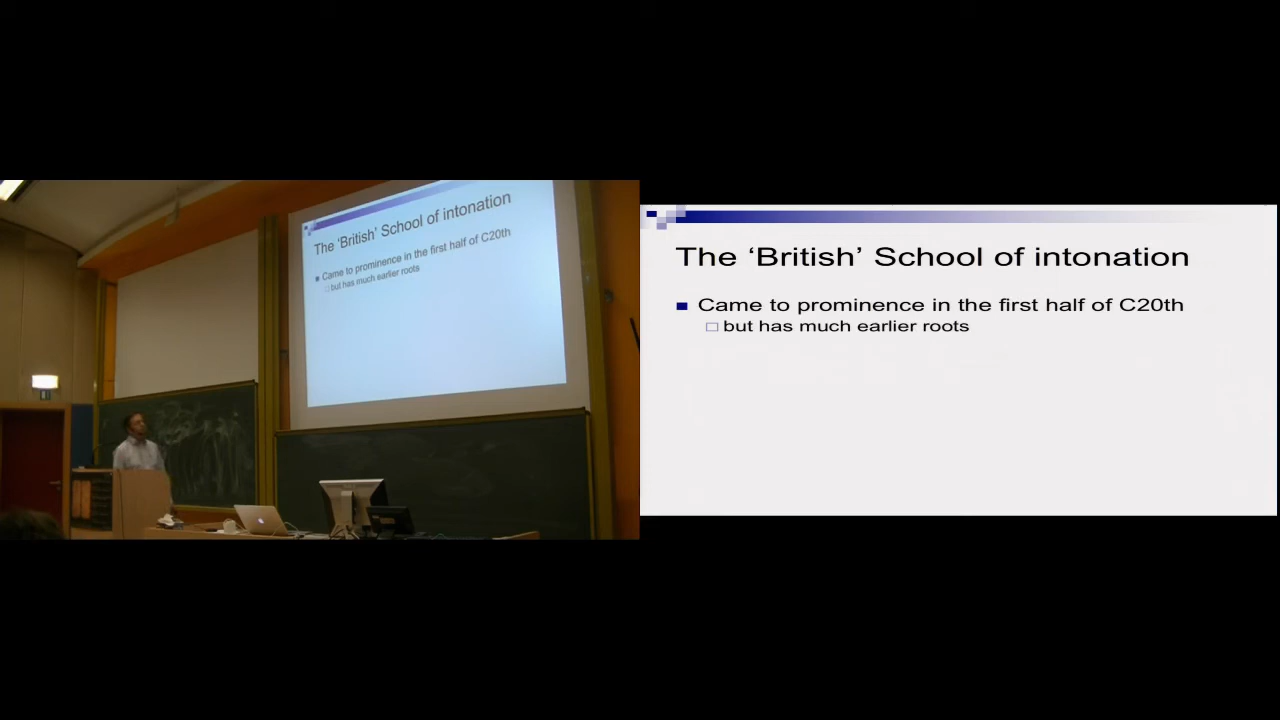 The ‘British’ School of intonation
Came to prominence in the first half of C20th
but has much earlier roots
The ‘British’ School of intonation
Came to prominence in the first half of C20th
but has much earlier roots